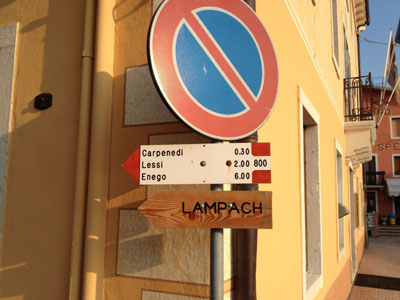 Carpenedi 0.30
Lessi 2.00 800
Enego 6.00
LAMPACH